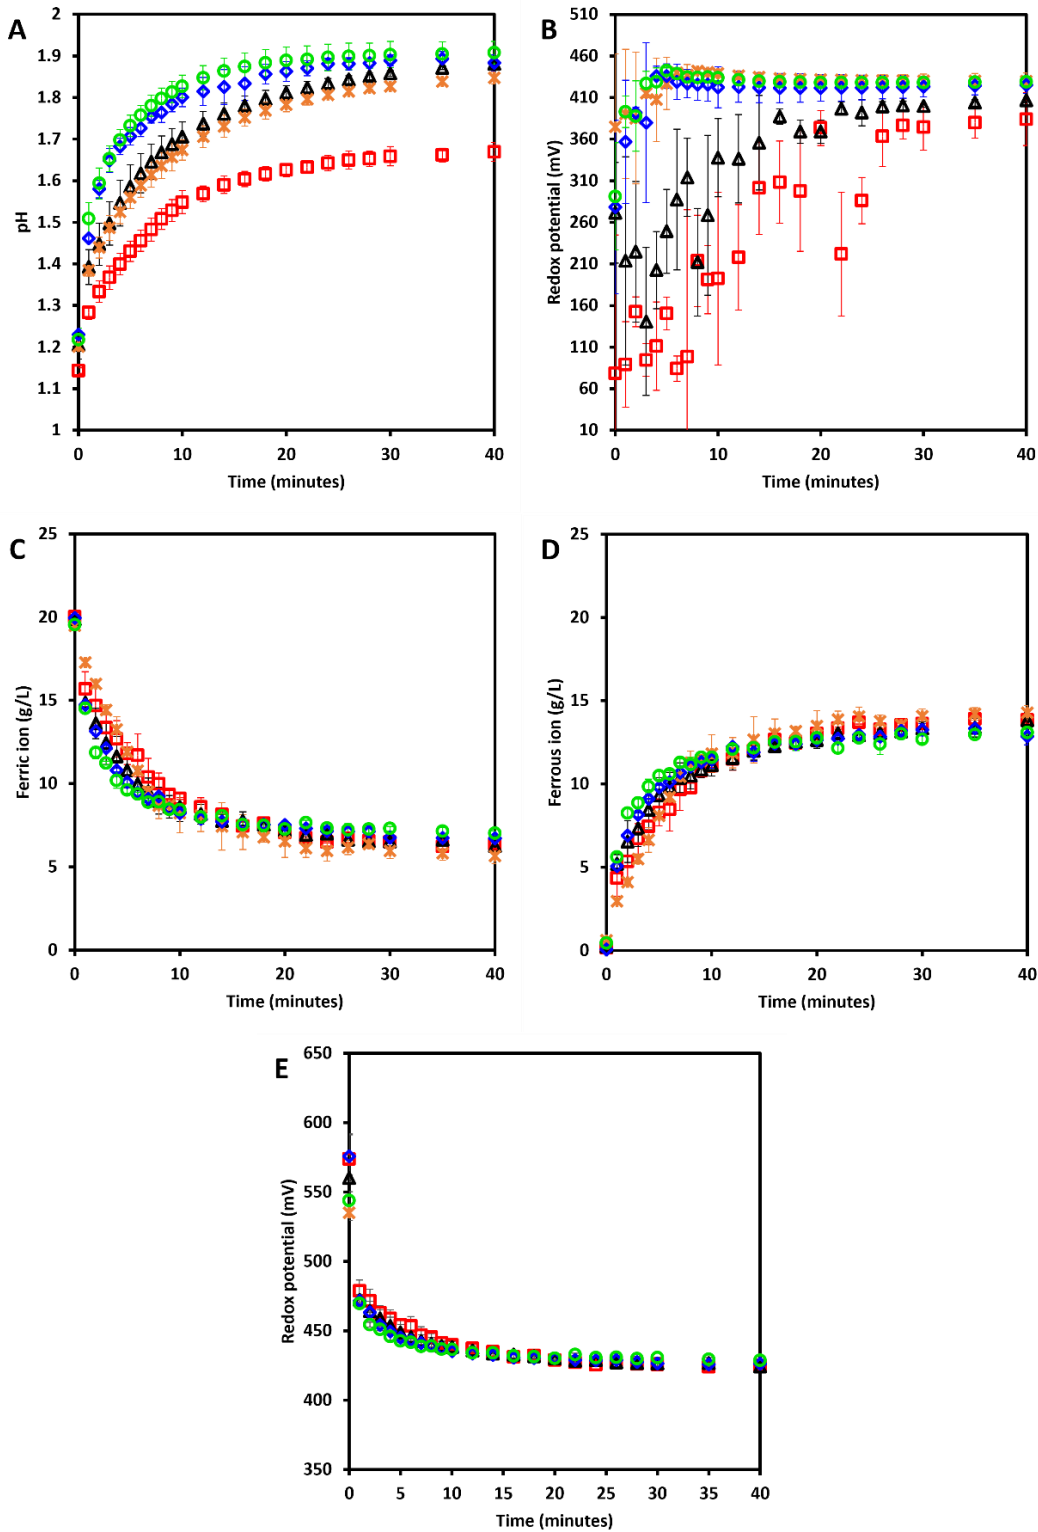 A
2
1.9
1.8
1.7
1.6
1.5
1.4
1.3
1.2
1.1
1
pH
0 10 20 30 40
Time (minutes)
B
510
460
410
360
310
260
210
160
110
60
10
Redox potential (mV)
0 10 20 30 40
Time (minutes)
C
25
20
15
10
5
0
Ferric ion (g/L)
0 10 20 30 40
Time (minutes)
D
25
20
15
10
5
0
Ferrous ion (g/L)
0 10 20 30 40
Time (minutes)
E
650
600
550
500
450
400
350
Redox potential (mV)
0 5 10 15 20 25 30 35 40
Time (minutes)